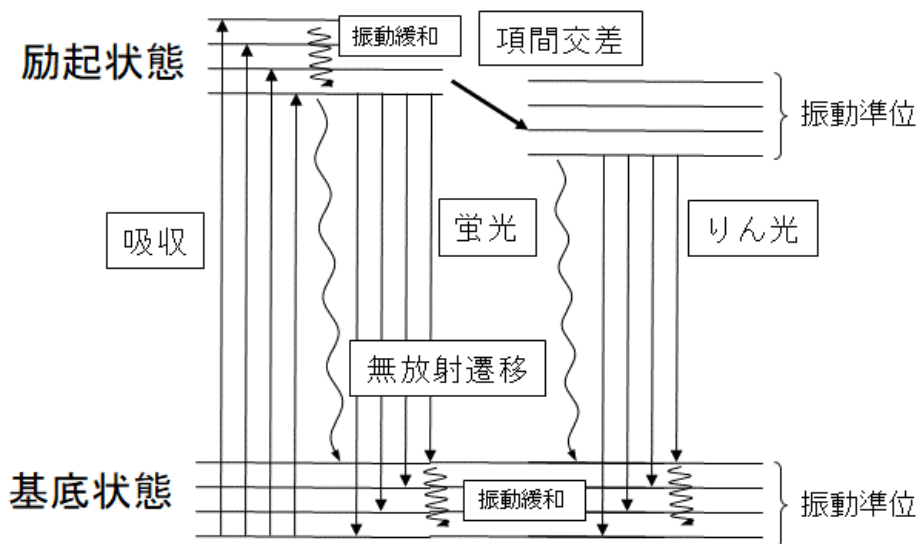 振動緩和
項間交差
励起状態
振動準位
吸収
蛍光
りん光
無放射遷移
基底状態
振動緩和
振動準位